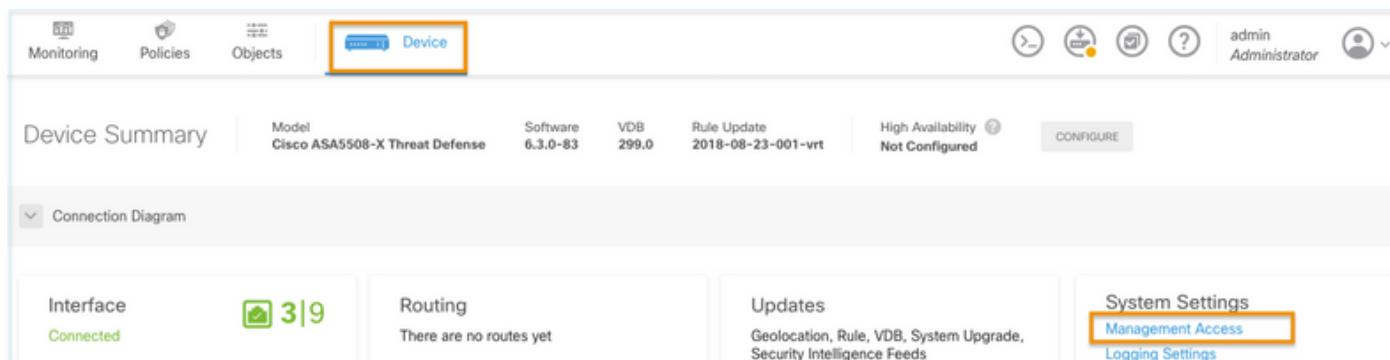 Monitoring
Policies
Objects
Device
admin
Administrator
Device Summary
Model
Cisco ASA5508-X Threat Defense
Software
6.3.0-83
VDB
299.0
Rule Update
2018-08-23-001-vrt
High Availability
Not Configured
CONFIGURE
Connection Diagram
Interface
Connected
3|9
Routing
There are no routes yet
Updates
Geolocation, Rule, VDB, System Upgrade,
Security Intelligence Feeds
System Settings
Management Access
Logging Settings